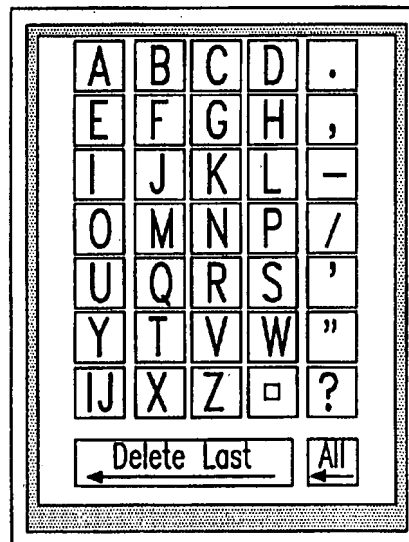 A B C D .
E F G H ,
I J K L –
O M N P /
U Q R S '
Y T V W "
IJ X Z □ ?
Delete Last All